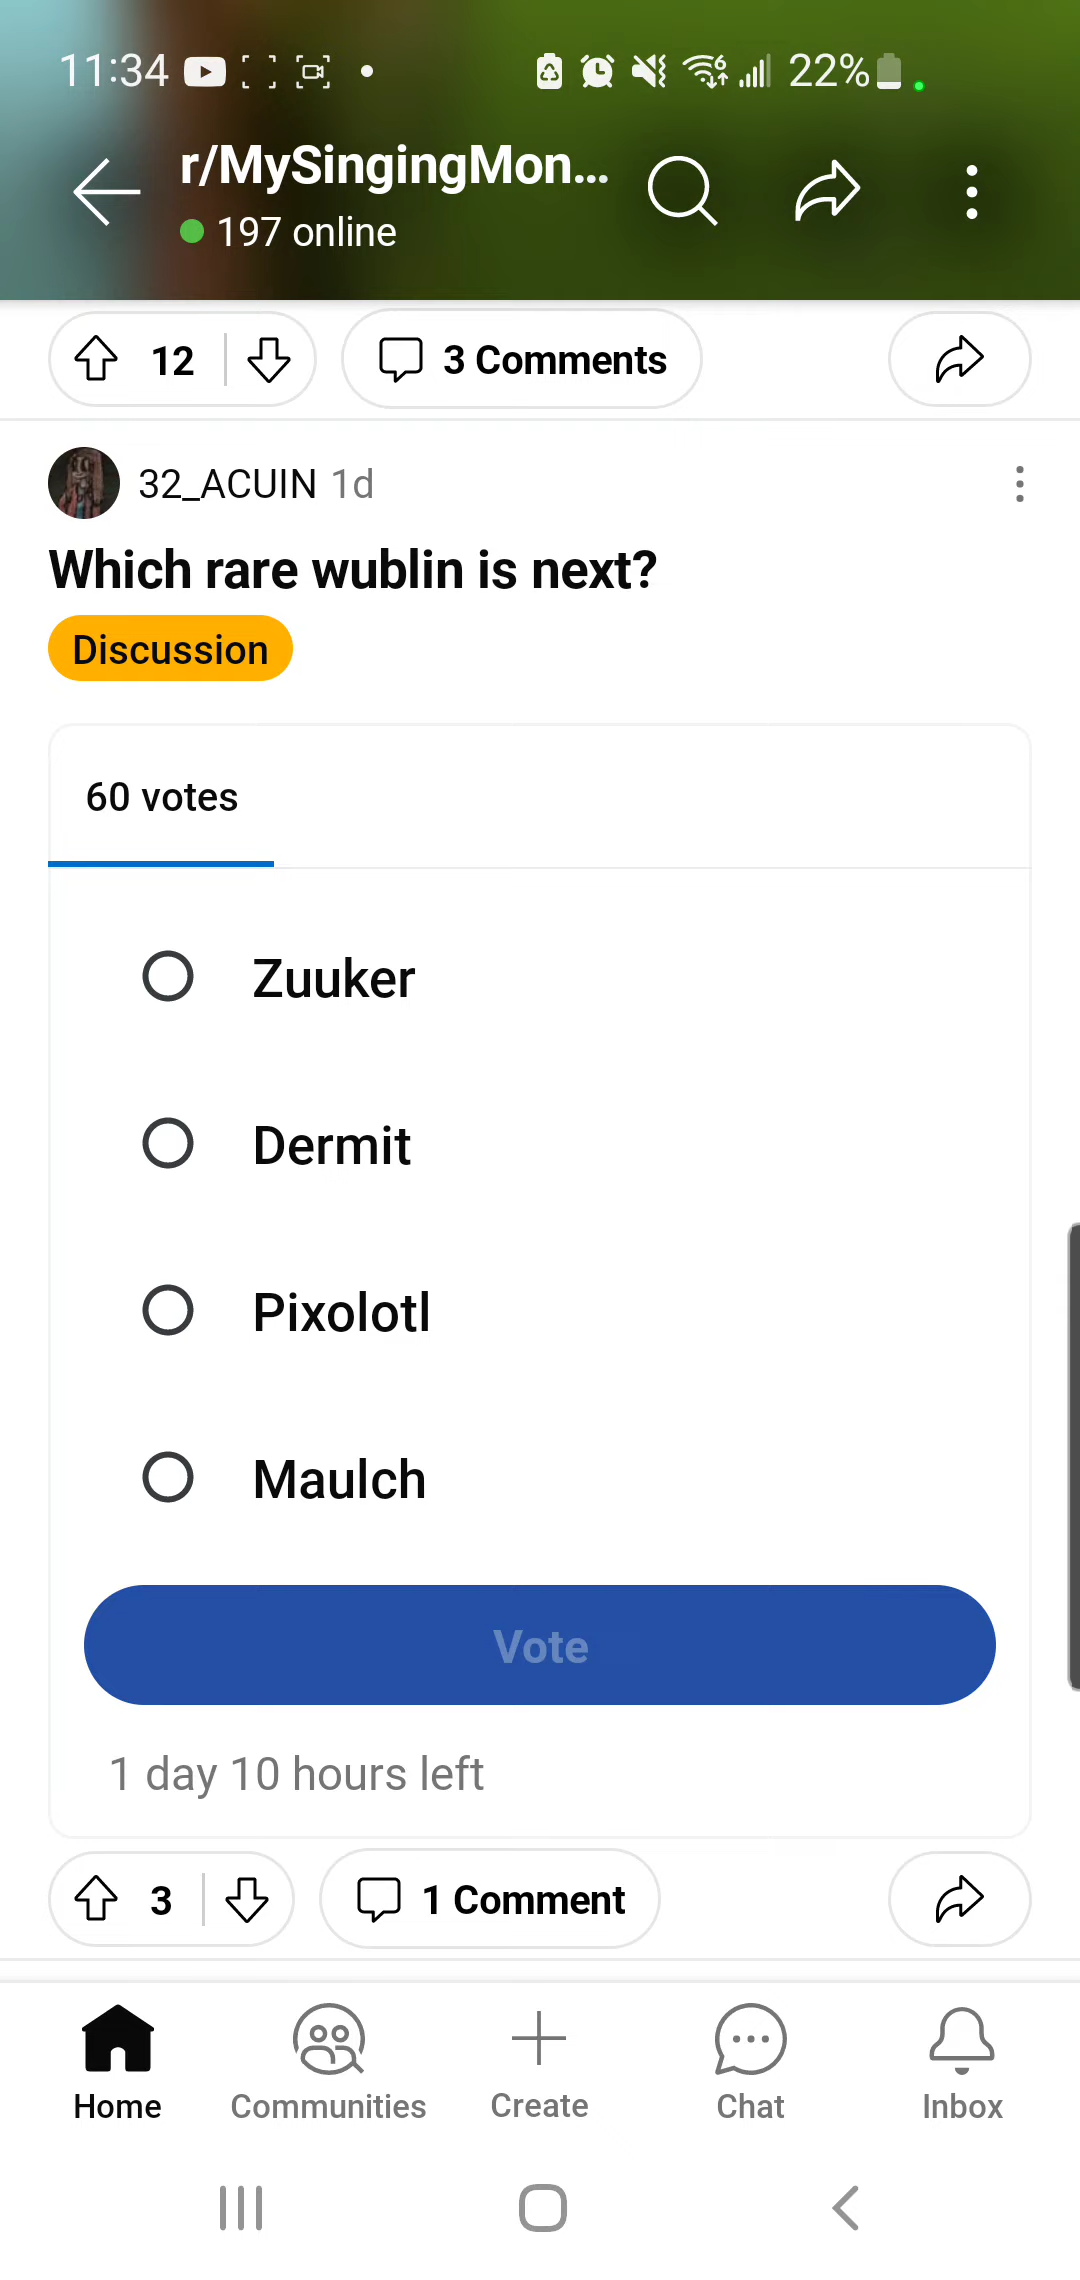 11:34
22%
r/MySingingMon...
197 online
12
3 Comments
32_ACUIN 1d
Which rare wublin is next?
Discussion
60 votes
Zuuker
Dermit
Pixolotl
Maulch
Vote
1 day 10 hours left
3
1 Comment
Home
Communities
Create
Chat
Inbox